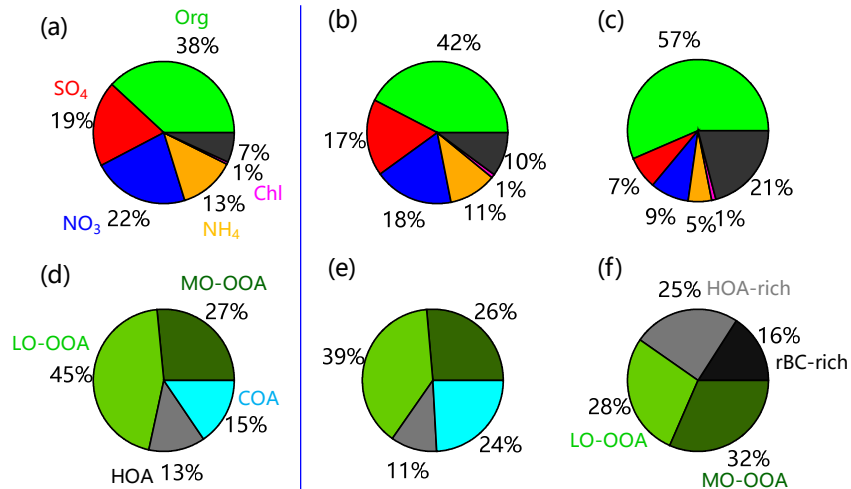 (a)
Org
38%
SO₄
19%
7%
1%
Chl
13%
NH₄
22%
NO₃
(b)
42%
17%
10%
1%
11%
18%
(c)
57%
7%
21%
9%
5%
1%
(d)
MO-OOA
27%
LO-OOA
45%
COA
15%
HOA
13%
(e)
26%
39%
24%
11%
(f)
25%
HOA-rich
16%
rBC-rich
28%
LO-OOA
32%
MO-OOA